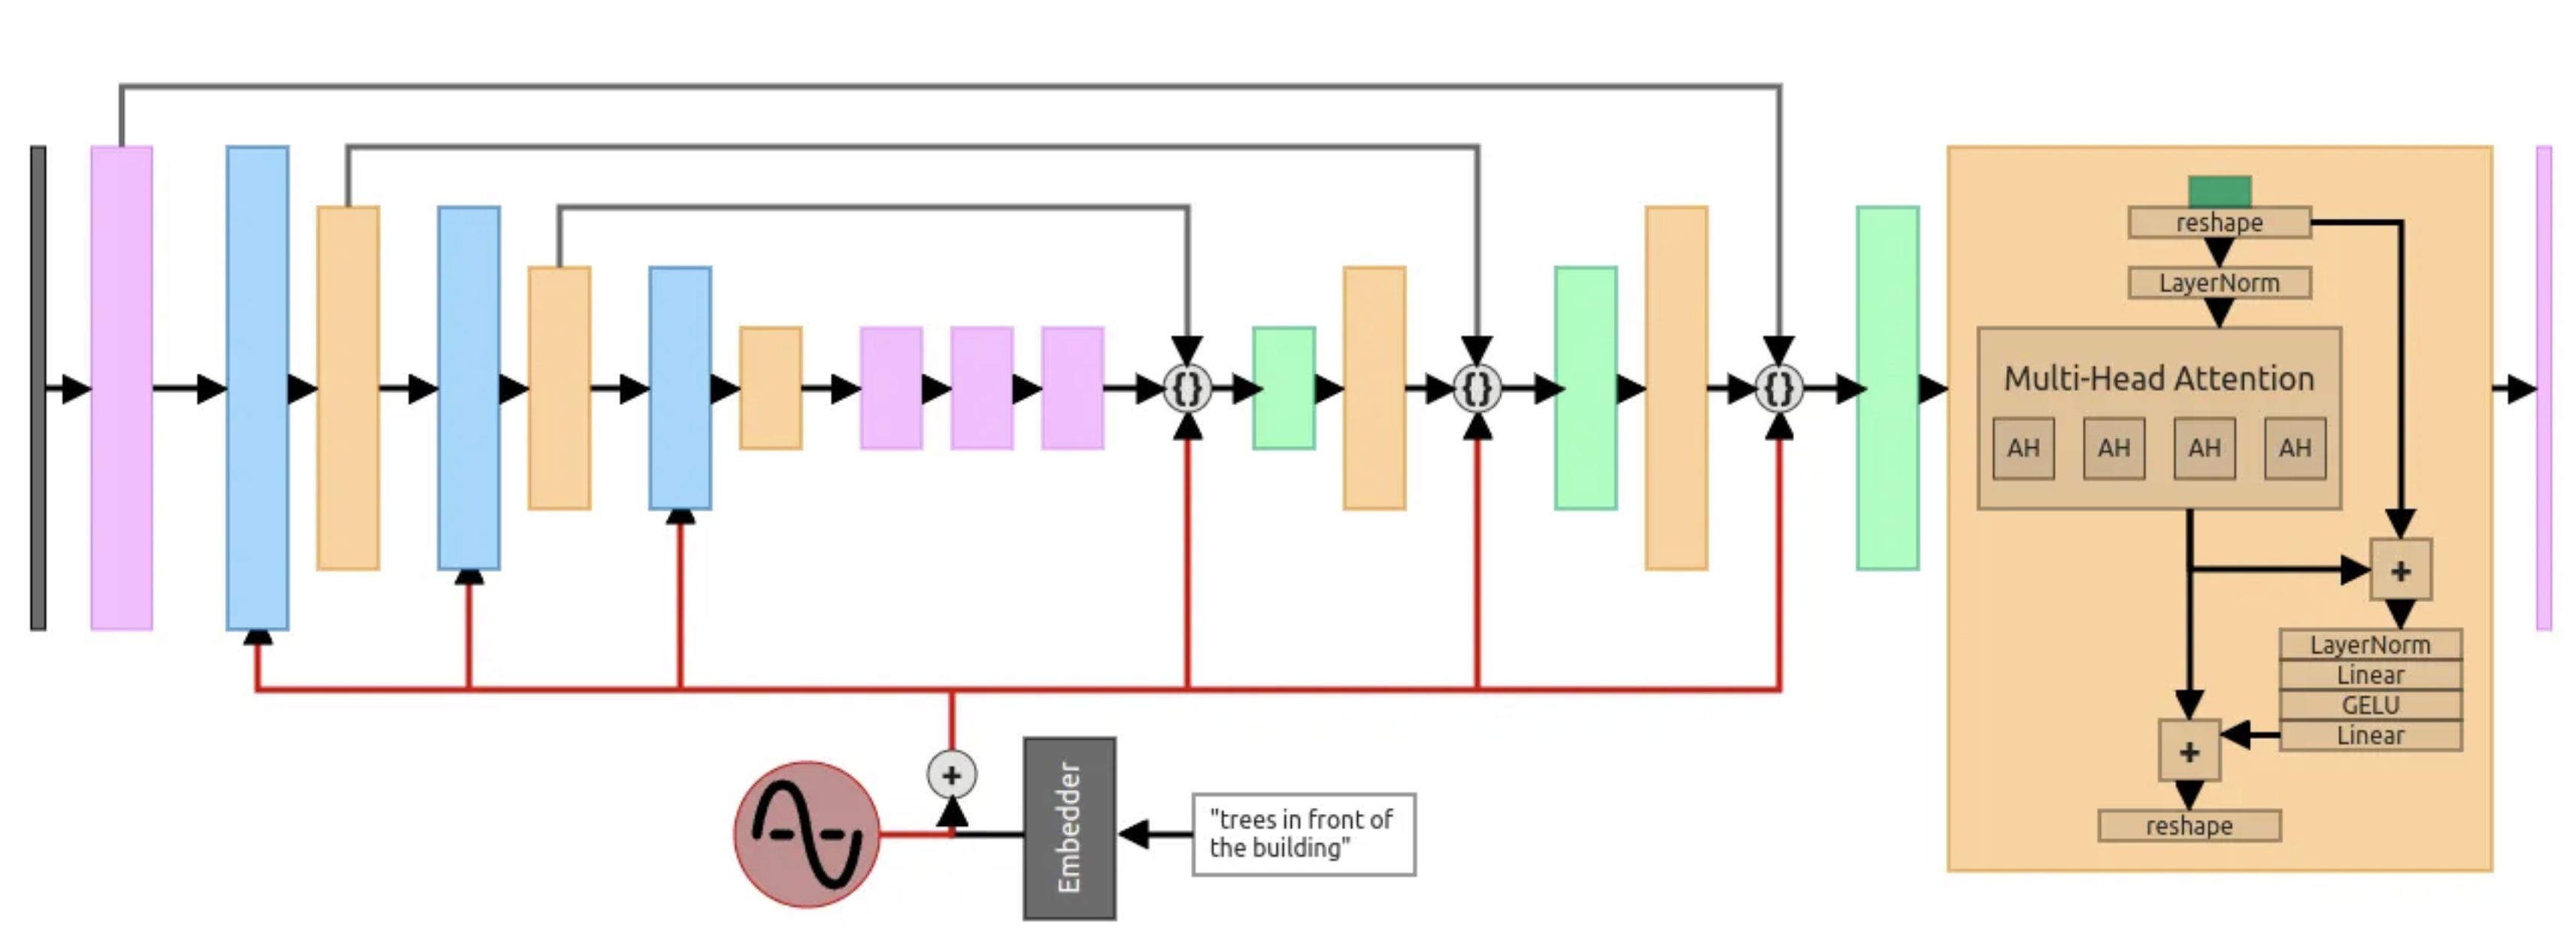 {}
{}
{}
+
Embedder
"trees in front of
the building"
reshape
LayerNorm
Multi-Head Attention
AH AH AH AH
+
LayerNorm
Linear
GELU
Linear
+
reshape